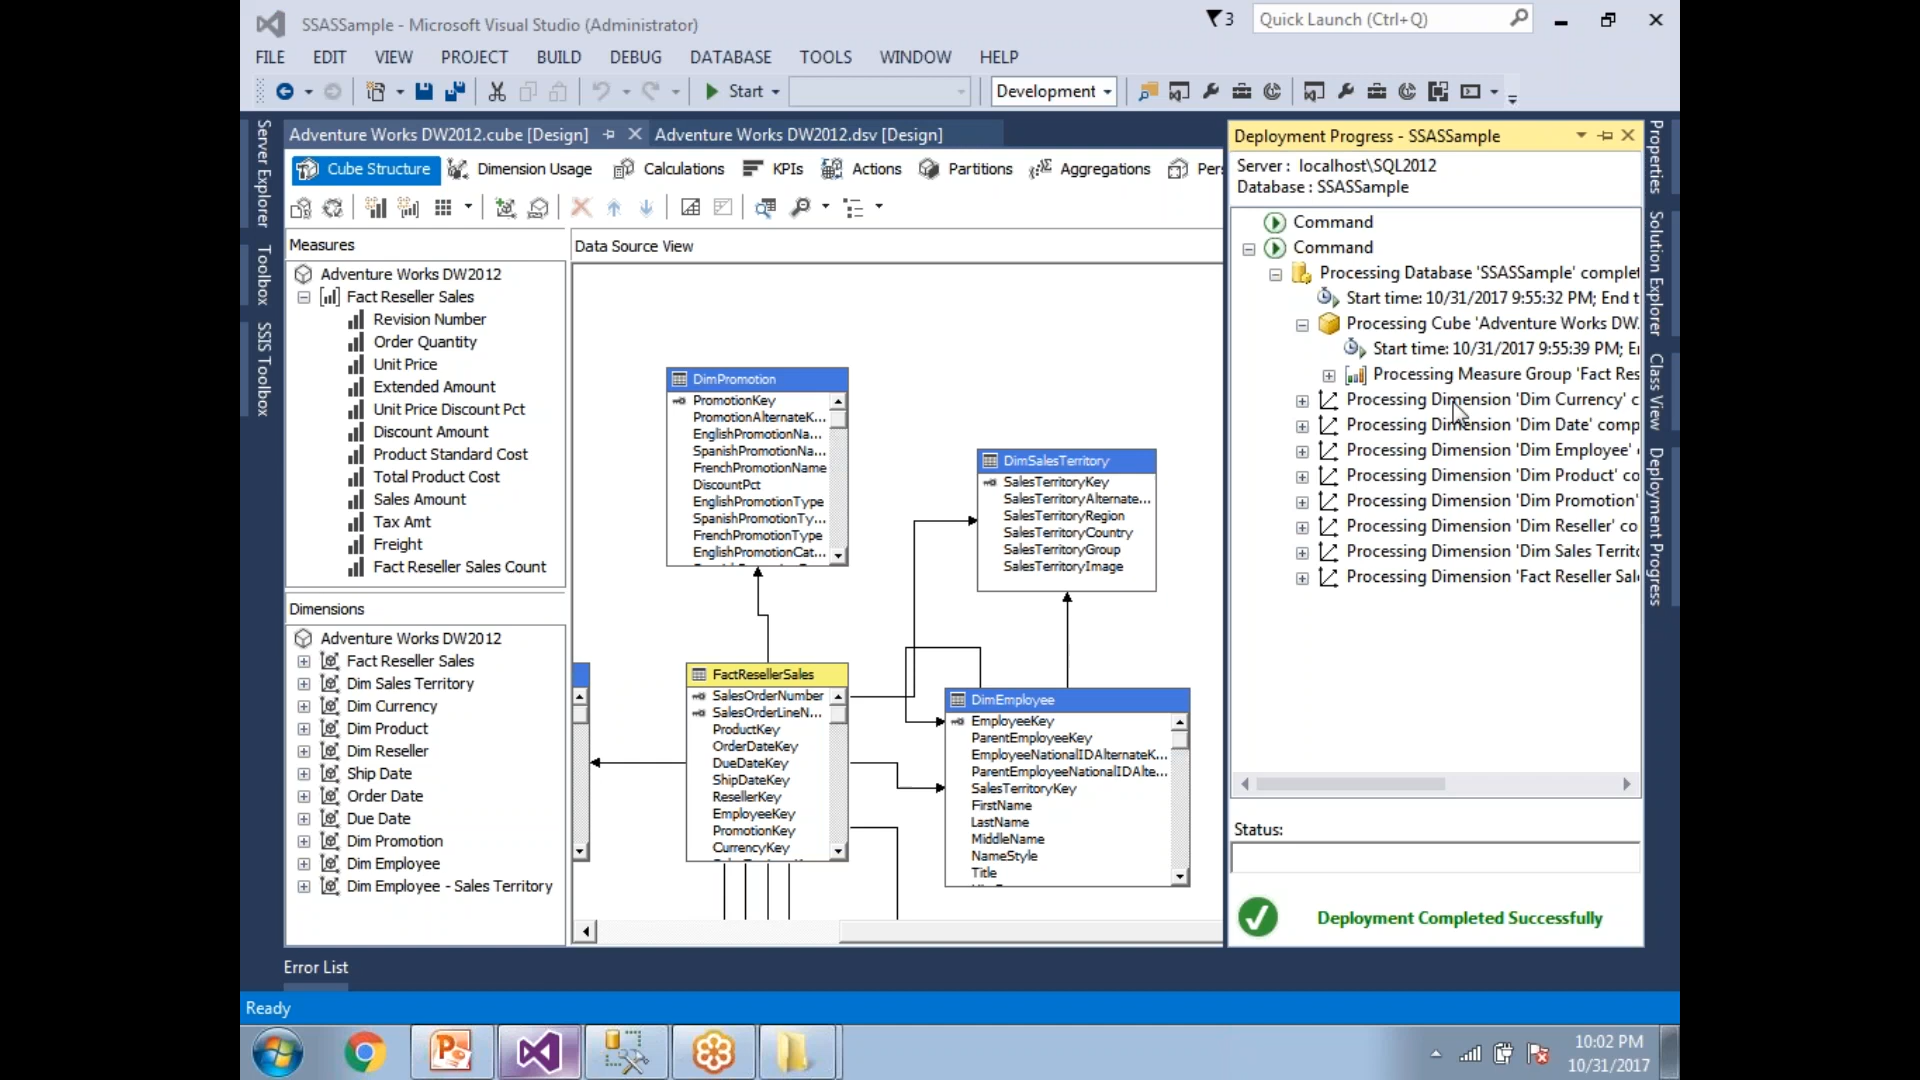 SSASSample - Microsoft Visual Studio (Administrator)
3
Quick Launch (Ctrl+Q)
FILE EDIT VIEW PROJECT BUILD DEBUG DATABASE TOOLS WINDOW HELP
Start
Development
Server Explorer
Toolbox
SSIS Toolbox
Adventure Works DW2012.cube [Design]
Adventure Works DW2012.dsv [Design]
Cube Structure Dimension Usage Calculations KPIs Actions Partitions Aggregations Per
Measures
Adventure Works DW2012
Fact Reseller Sales
Revision Number
Order Quantity
Unit Price
Extended Amount
Unit Price Discount Pct
Discount Amount
Product Standard Cost
Total Product Cost
Sales Amount
Tax Amt
Freight
Fact Reseller Sales Count
Dimensions
Adventure Works DW2012
Fact Reseller Sales
Dim Sales Territory
Dim Currency
Dim Product
Dim Reseller
Ship Date
Order Date
Due Date
Dim Promotion
Dim Employee
Dim Employee - Sales Territory
Data Source View
DimPromotion
PromotionKey
PromotionAlternateK...
EnglishPromotionNa...
SpanishPromotionNa...
FrenchPromotionName
DiscountPct
EnglishPromotionType
SpanishPromotionTy...
FrenchPromotionType
EnglishPromotionCat...
DimSalesTerritory
SalesTerritoryKey
SalesTerritoryAlternate...
SalesTerritoryRegion
SalesTerritoryCountry
SalesTerritoryGroup
SalesTerritoryImage
FactResellerSales
SalesOrderNumber
SalesOrderLineN...
ProductKey
OrderDateKey
DueDateKey
ShipDateKey
ResellerKey
EmployeeKey
PromotionKey
CurrencyKey
DimEmployee
EmployeeKey
ParentEmployeeKey
EmployeeNationalIDAlternateK...
ParentEmployeeNationalIDAlte...
SalesTerritoryKey
FirstName
LastName
MiddleName
NameStyle
Title
Deployment Progress - SSASSample
Server : localhost\SQL2012
Database : SSASSample
Command
Command
Processing Database 'SSASSample' complet
Start time: 10/31/2017 9:55:32 PM; End t
Processing Cube 'Adventure Works DW.
Start time: 10/31/2017 9:55:39 PM; E
Processing Measure Group 'Fact Res
Processing Dimension 'Dim Currency' c
Processing Dimension 'Dim Date' comp
Processing Dimension 'Dim Employee'
Processing Dimension 'Dim Product' co
Processing Dimension 'Dim Promotion'
Processing Dimension 'Dim Reseller' co
Processing Dimension 'Dim Sales Territo
Processing Dimension 'Fact Reseller Sal
Status:
Deployment Completed Successfully
Properties
Solution Explorer
Class View
Deployment Progress
Error List
Ready
10:02 PM
10/31/2017